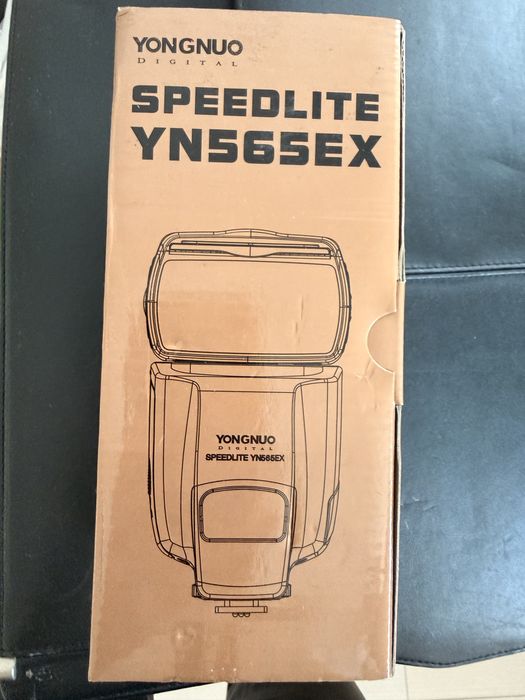 YONGNUO
DIGITAL
SPEEDLITE
YN565EX
YONGNUO
DIGITAL
SPEEDLITE YN565EX